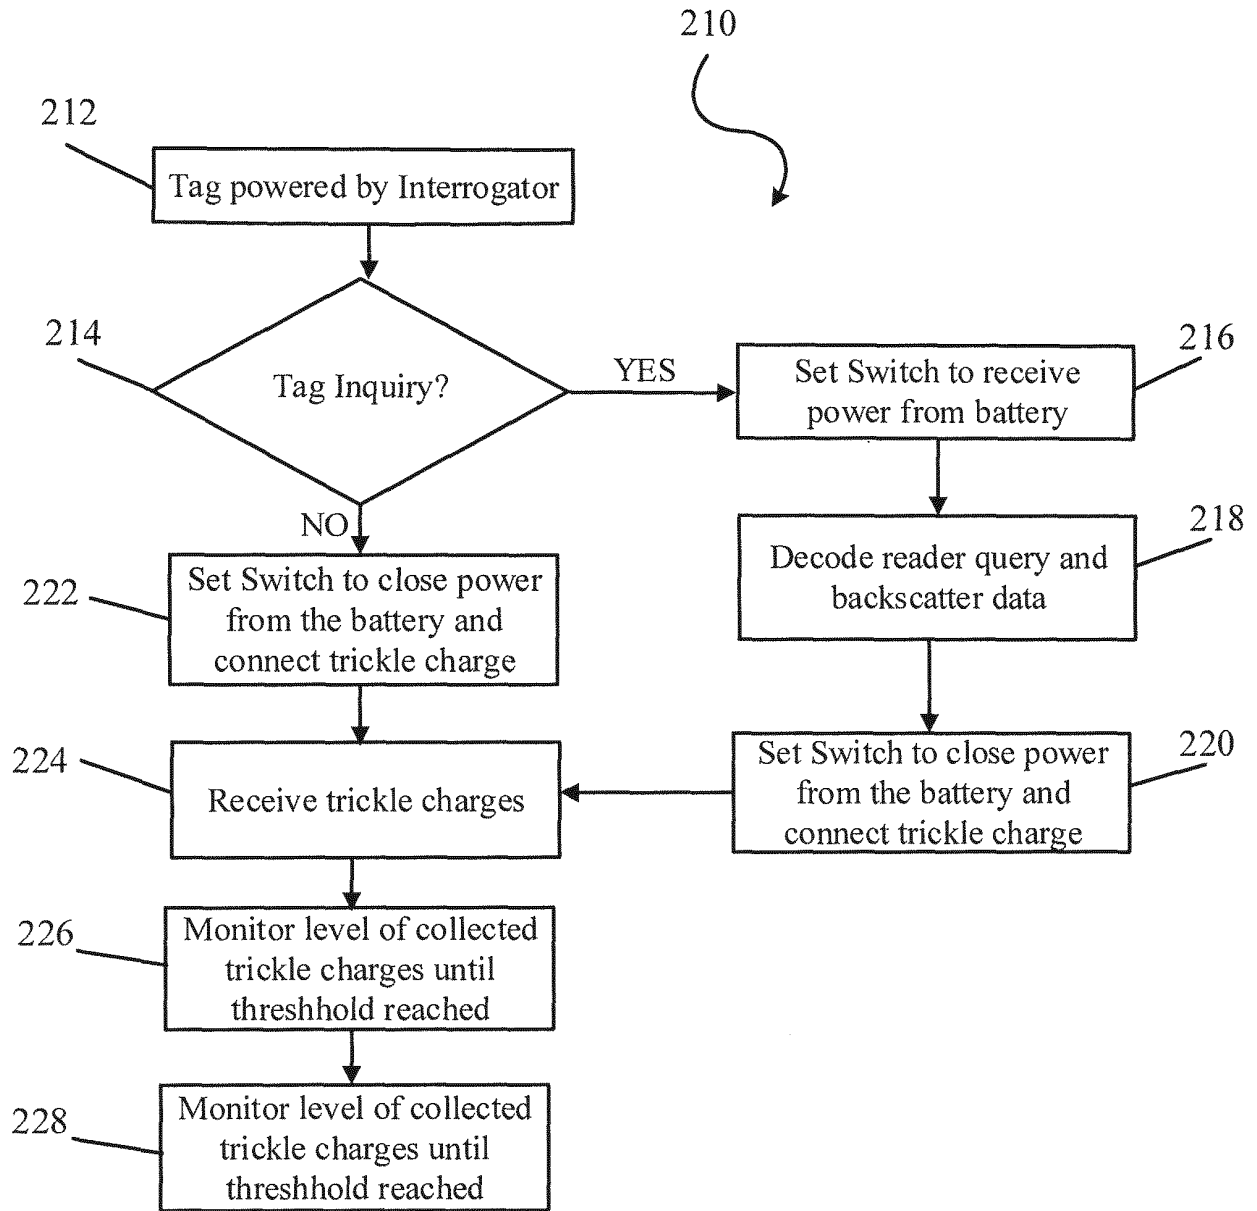 210
212
Tag powered by Interrogator
214
Tag Inquiry?
YES
216
Set Switch to receive
power from battery
NO
218
Decode reader query and
backscatter data
222
Set Switch to close power
from the battery and
connect trickle charge
220
Set Switch to close power
from the battery and
connect trickle charge
224
Receive trickle charges
226
Monitor level of collected
trickle charges until
threshhold reached
228
Monitor level of collected
trickle charges until
threshhold reached